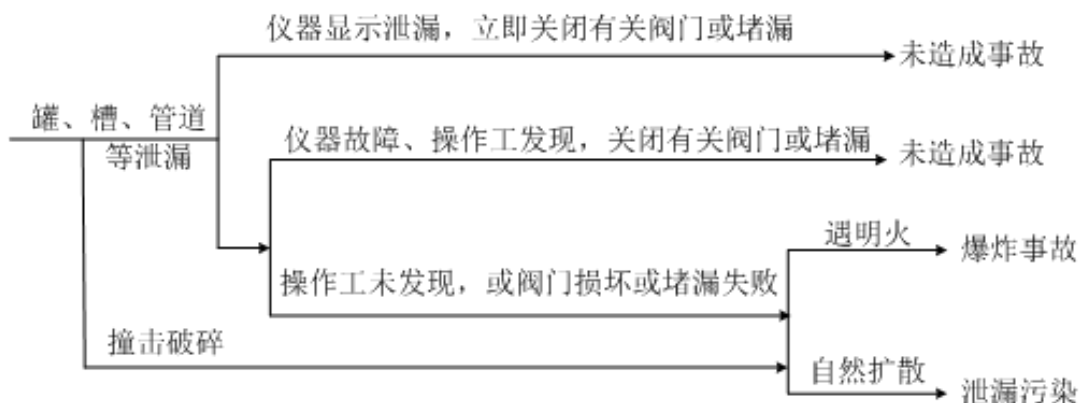 仪器显示泄漏，立即关闭有关阀门或堵漏
未造成事故
罐、槽、管道
等泄漏
仪器故障、操作工发现，关闭有关阀门或堵漏
未造成事故
遇明火
爆炸事故
操作工未发现，或阀门损坏或堵漏失败
撞击破碎
自然扩散
泄漏污染